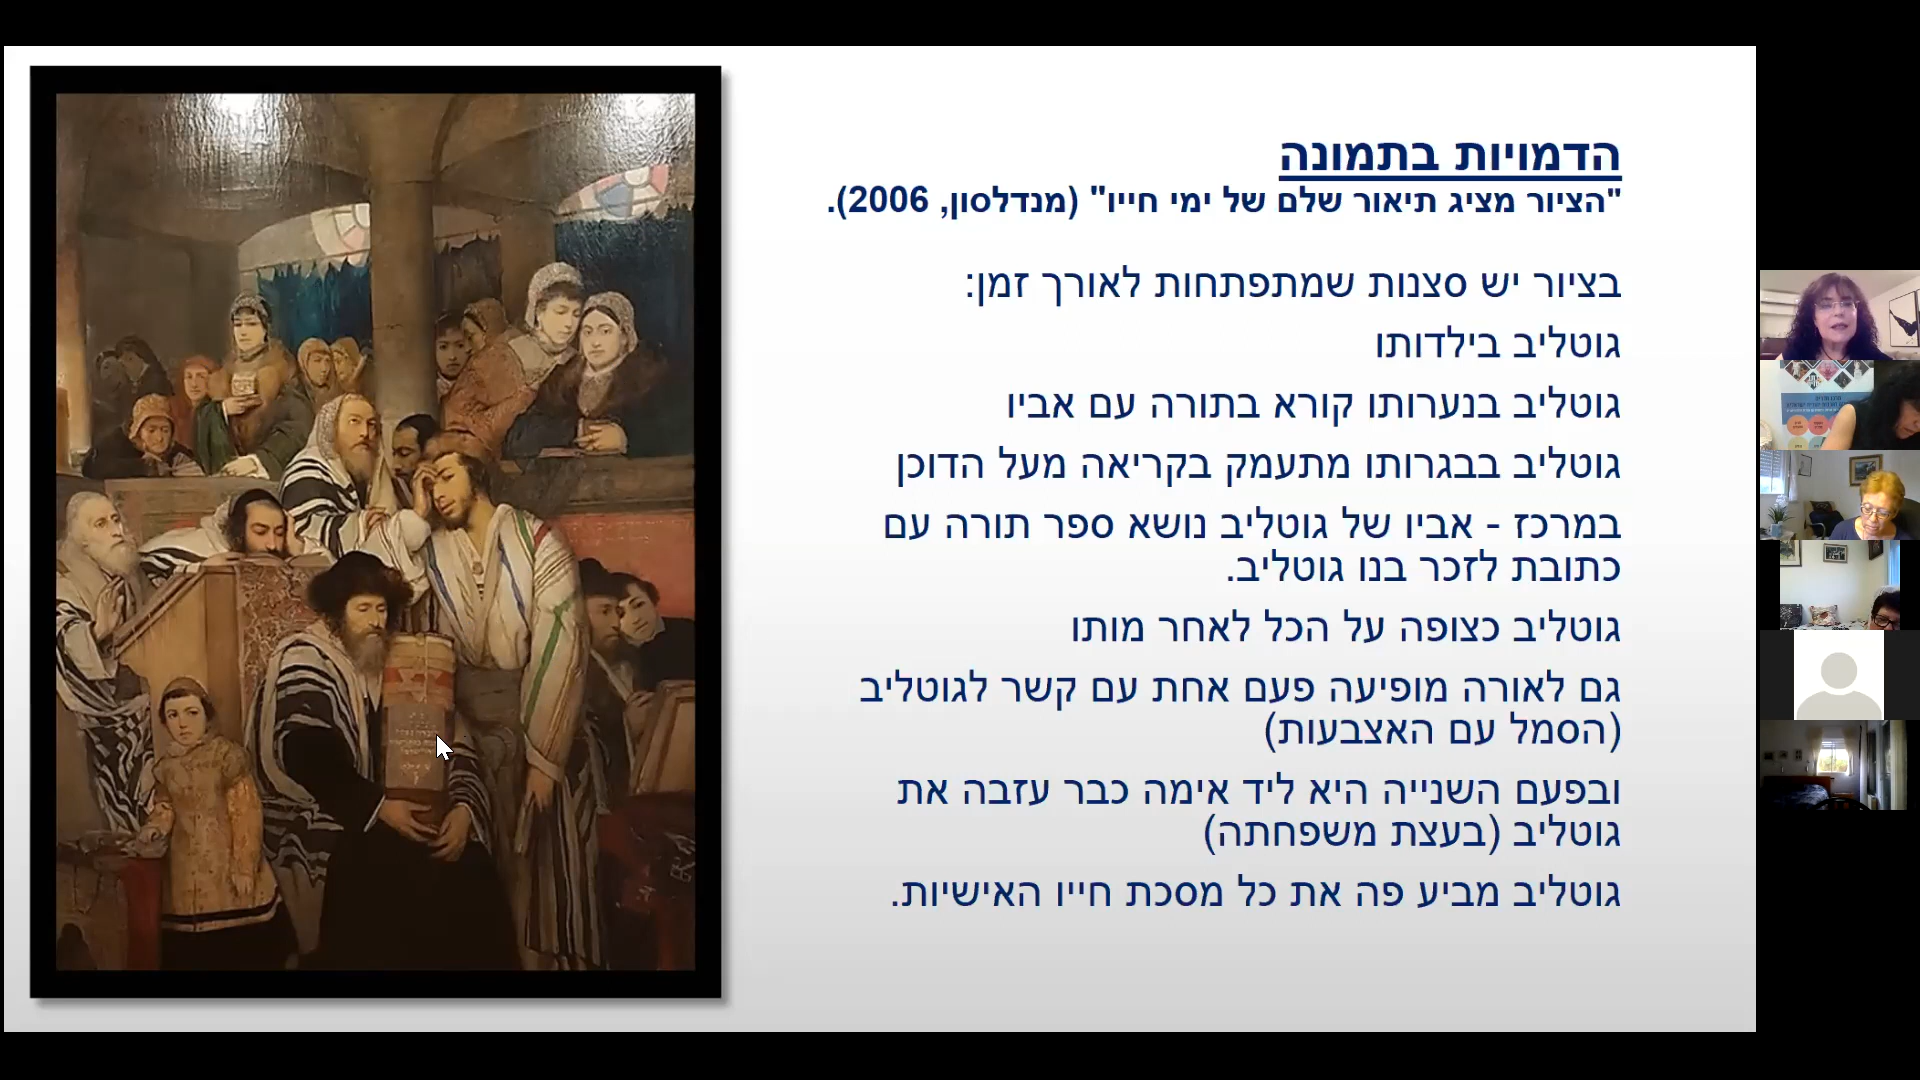 הדמויות בתמונה
"הציור מציג תיאור שלם של ימי חייו" (מנדלסון, 2006).
בציור יש סצנות שמתפתחות לאורך זמן:
גוטליב בילדותו
גוטליב בנערותו קורא בתורה עם אביו
גוטליב בבגרותו מתעמק בקריאה מעל הדוכן
במרכז - אביו של גוטליב נושא ספר תורה עם
כתובת לזכר בנו גוטליב.
גוטליב כצופה על הכל לאחר מותו
גם לאורה מופיעה פעם אחת עם קשר לגוטליב
(הסמל עם האצבעות)
ובפעם השנייה היא ליד אימה כבר עזבה את
גוטליב (בעצת משפחתה)
גוטליב מביע פה את כל מסכת חייו האישיות.